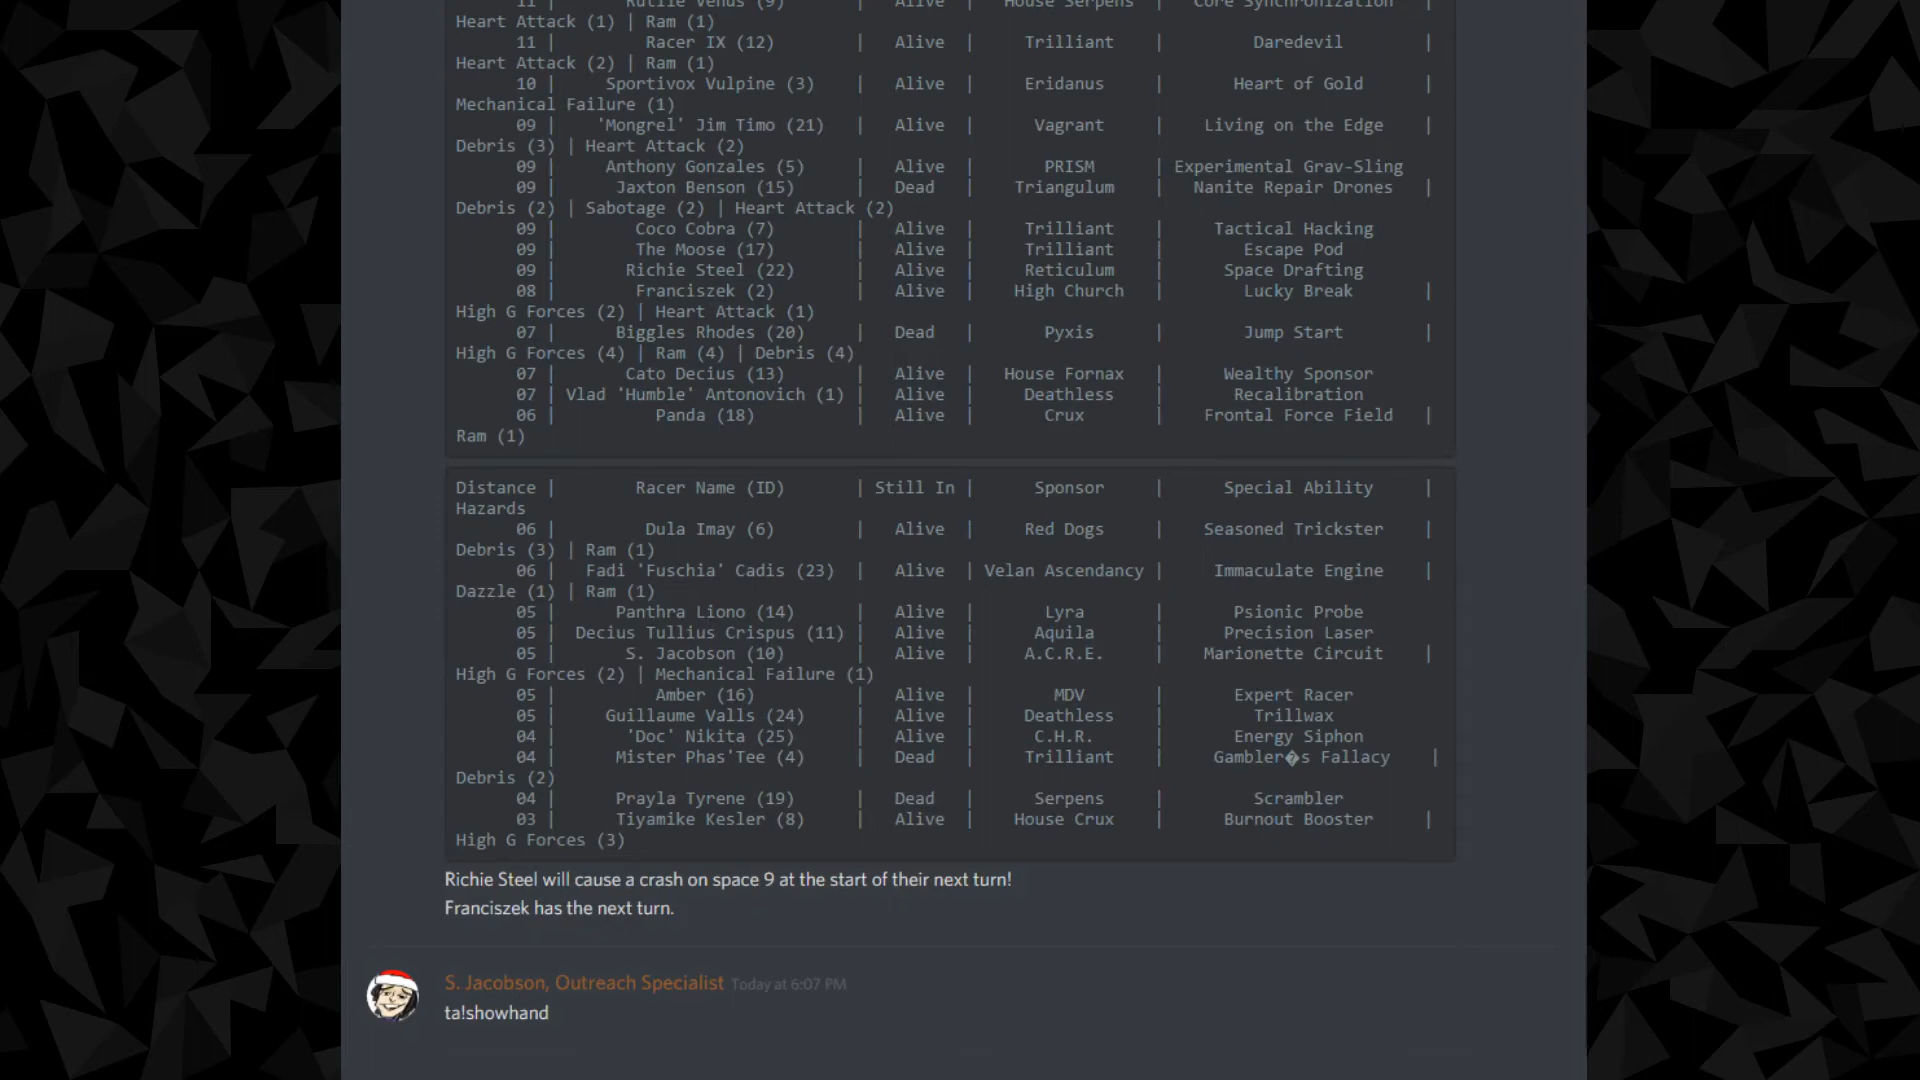 11 | Rutile Venus (9) | Alive | House Serpens | Core Synchronization |
Heart Attack (1) | Ram (1)
11 | Racer IX (12) | Alive | Trilliant | Daredevil |
Heart Attack (2) | Ram (1)
10 | Sportivox Vulpine (3) | Alive | Eridanus | Heart of Gold |
Mechanical Failure (1)
09 | 'Mongrel' Jim Timo (21) | Alive | Vagrant | Living on the Edge |
Debris (3) | Heart Attack (2)
09 | Anthony Gonzales (5) | Alive | PRISM | Experimental Grav-Sling
09 | Jaxton Benson (15) | Dead | Triangulum | Nanite Repair Drones |
Debris (2) | Sabotage (2) | Heart Attack (2)
09 | Coco Cobra (7) | Alive | Trilliant | Tactical Hacking
09 | The Moose (17) | Alive | Trilliant | Escape Pod
09 | Richie Steel (22) | Alive | Reticulum | Space Drafting
08 | Franciszek (2) | Alive | High Church | Lucky Break |
High G Forces (2) | Heart Attack (1)
07 | Biggles Rhodes (20) | Dead | Pyxis | Jump Start |
High G Forces (4) | Ram (4) | Debris (4)
07 | Cato Decius (13) | Alive | House Fornax | Wealthy Sponsor
07 | Vlad 'Humble' Antonovich (1) | Alive | Deathless | Recalibration
06 | Panda (18) | Alive | Crux | Frontal Force Field |
Ram (1)
Distance | Racer Name (ID) | Still In | Sponsor | Special Ability |
Hazards
06 | Dula Imay (6) | Alive | Red Dogs | Seasoned Trickster |
Debris (3) | Ram (1)
06 | Fadi 'Fuschia' Cadis (23) | Alive | Velan Ascendancy | Immaculate Engine |
Dazzle (1) | Ram (1)
05 | Panthra Liono (14) | Alive | Lyra | Psionic Probe
05 | Decius Tullius Crispus (11) | Alive | Aquila | Precision Laser
05 | S. Jacobson (10) | Alive | A.C.R.E. | Marionette Circuit |
High G Forces (2) | Mechanical Failure (1)
05 | Amber (16) | Alive | MDV | Expert Racer
05 | Guillaume Valls (24) | Alive | Deathless | Trillwax
04 | 'Doc' Nikita (25) | Alive | C.H.R. | Energy Siphon
04 | Mister Phas'Tee (4) | Dead | Trilliant | Gambler�s Fallacy |
Debris (2)
04 | Prayla Tyrene (19) | Dead | Serpens | Scrambler
03 | Tiyamike Kesler (8) | Alive | House Crux | Burnout Booster |
High G Forces (3)
Richie Steel will cause a crash on space 9 at the start of their next turn!
Franciszek has the next turn.
S. Jacobson, Outreach Specialist Today at 6:07 PM
ta!showhand